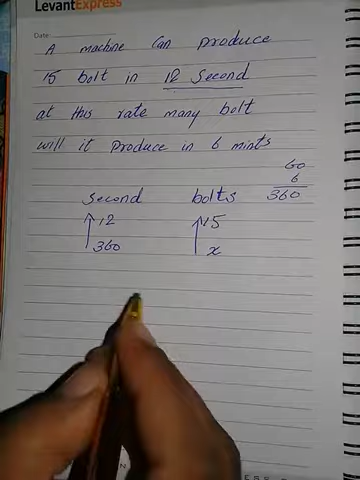 LevantExpress
Date:
A machine can produce
15 bolt in 12 second
at this rate many bolt
will it produce in 6 mints
60
6
second bolts 360
12 15
360 x